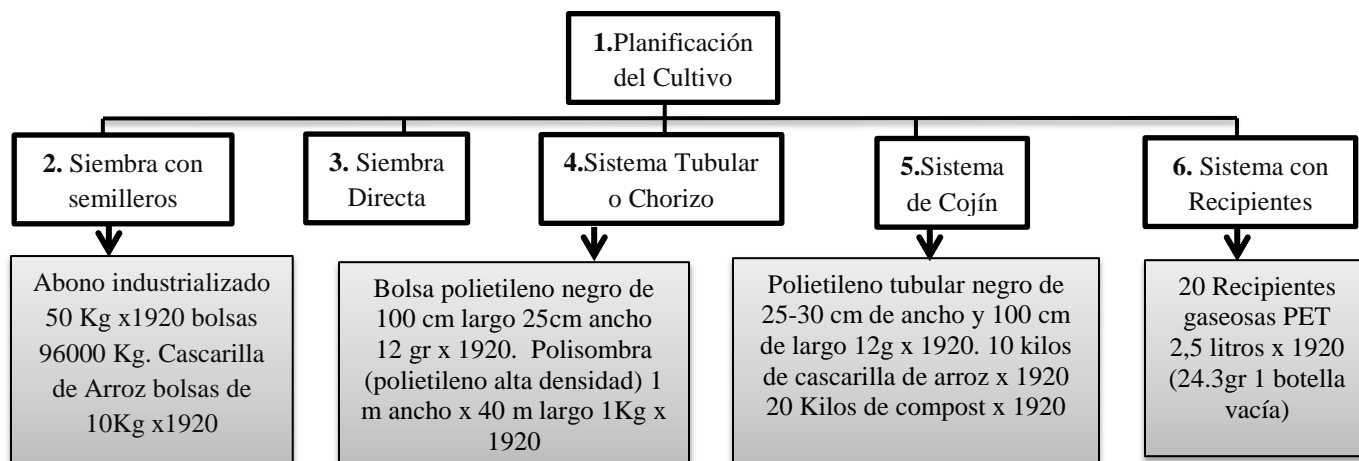 1.Planificación
del Cultivo
2. Siembra con
semilleros
3. Siembra
Directa
4.Sistema Tubular
o Chorizo
5.Sistema
de Cojín
6. Sistema con
Recipientes
Abono industrializado
50 Kg x1920 bolsas
96000 Kg. Cascarilla
de Arroz bolsas de
10Kg x1920
Bolsa polietileno negro de
100 cm largo 25cm ancho
12 gr x 1920.  Polisombra
(polietileno alta densidad) 1
m ancho x 40 m largo 1Kg x
1920
Polietileno tubular negro de
25-30 cm de ancho y 100 cm
de largo 12g x 1920. 10 kilos
de cascarilla de arroz x 1920
20 Kilos de compost x 1920
20 Recipientes
gaseosas PET
2,5 litros x 1920
(24.3gr 1 botella
vacía)